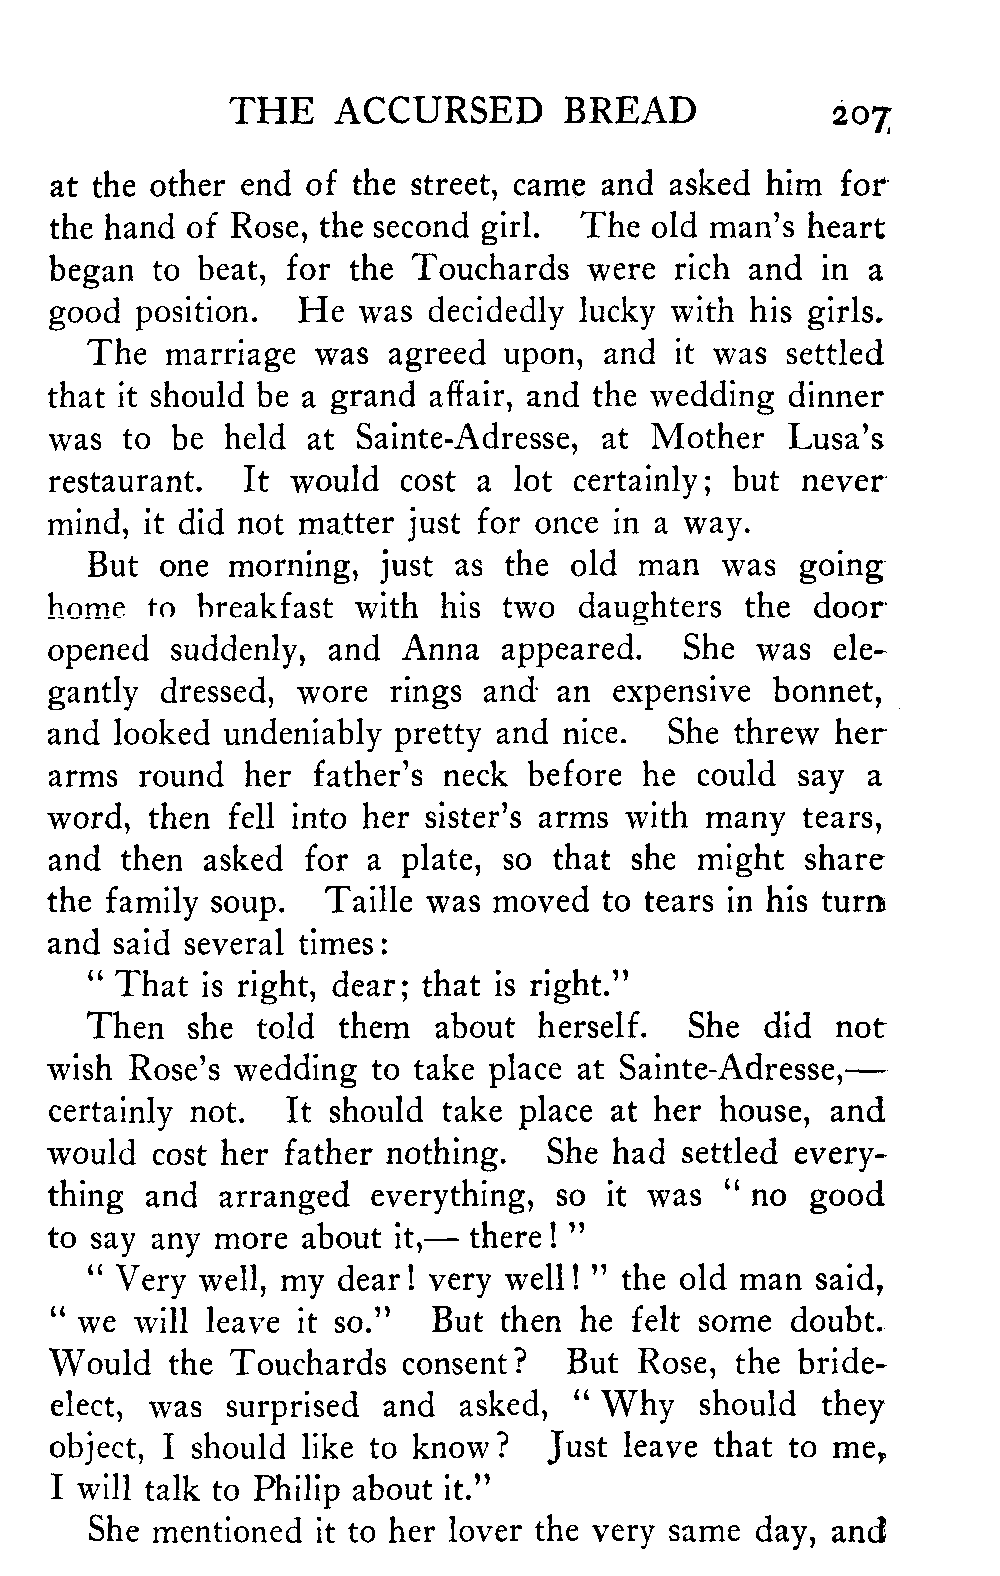 THE ACCURSED BREAD 207
at the other end of the street, came and asked him for
the hand of Rose, the second girl. The old man's heart
began to beat, for the Touchards were rich and in a
good position. He was decidedly lucky with his girls.
The marriage was agreed upon, and it was settled
that it should be a grand affair, and the wedding dinner
was to be held at Sainte-Adresse, at Mother Lusa's
restaurant. It would cost a lot certainly; but never
mind, it did not matter just for once in a way.
But one morning, just as the old man was going
home to breakfast with his two daughters the door
opened suddenly, and Anna appeared. She was ele-
gantly dressed, wore rings and an expensive bonnet,
and looked undeniably pretty and nice. She threw her
arms round her father's neck before he could say a
word, then fell into her sister's arms with many tears,
and then asked for a plate, so that she might share
the family soup. Taille was moved to tears in his turn
and said several times:
" That is right, dear; that is right."
Then she told them about herself. She did not
wish Rose's wedding to take place at Sainte-Adresse,—
certainly not. It should take place at her house, and
would cost her father nothing. She had settled every-
thing and arranged everything, so it was " no good
to say any more about it,— there! "
" Very well, my dear! very well! " the old man said,
" we will leave it so." But then he felt some doubt.
Would the Touchards consent? But Rose, the bride-
elect, was surprised and asked, " Why should they
object, I should like to know? Just leave that to me,
I will talk to Philip about it."
She mentioned it to her lover the very same day, and